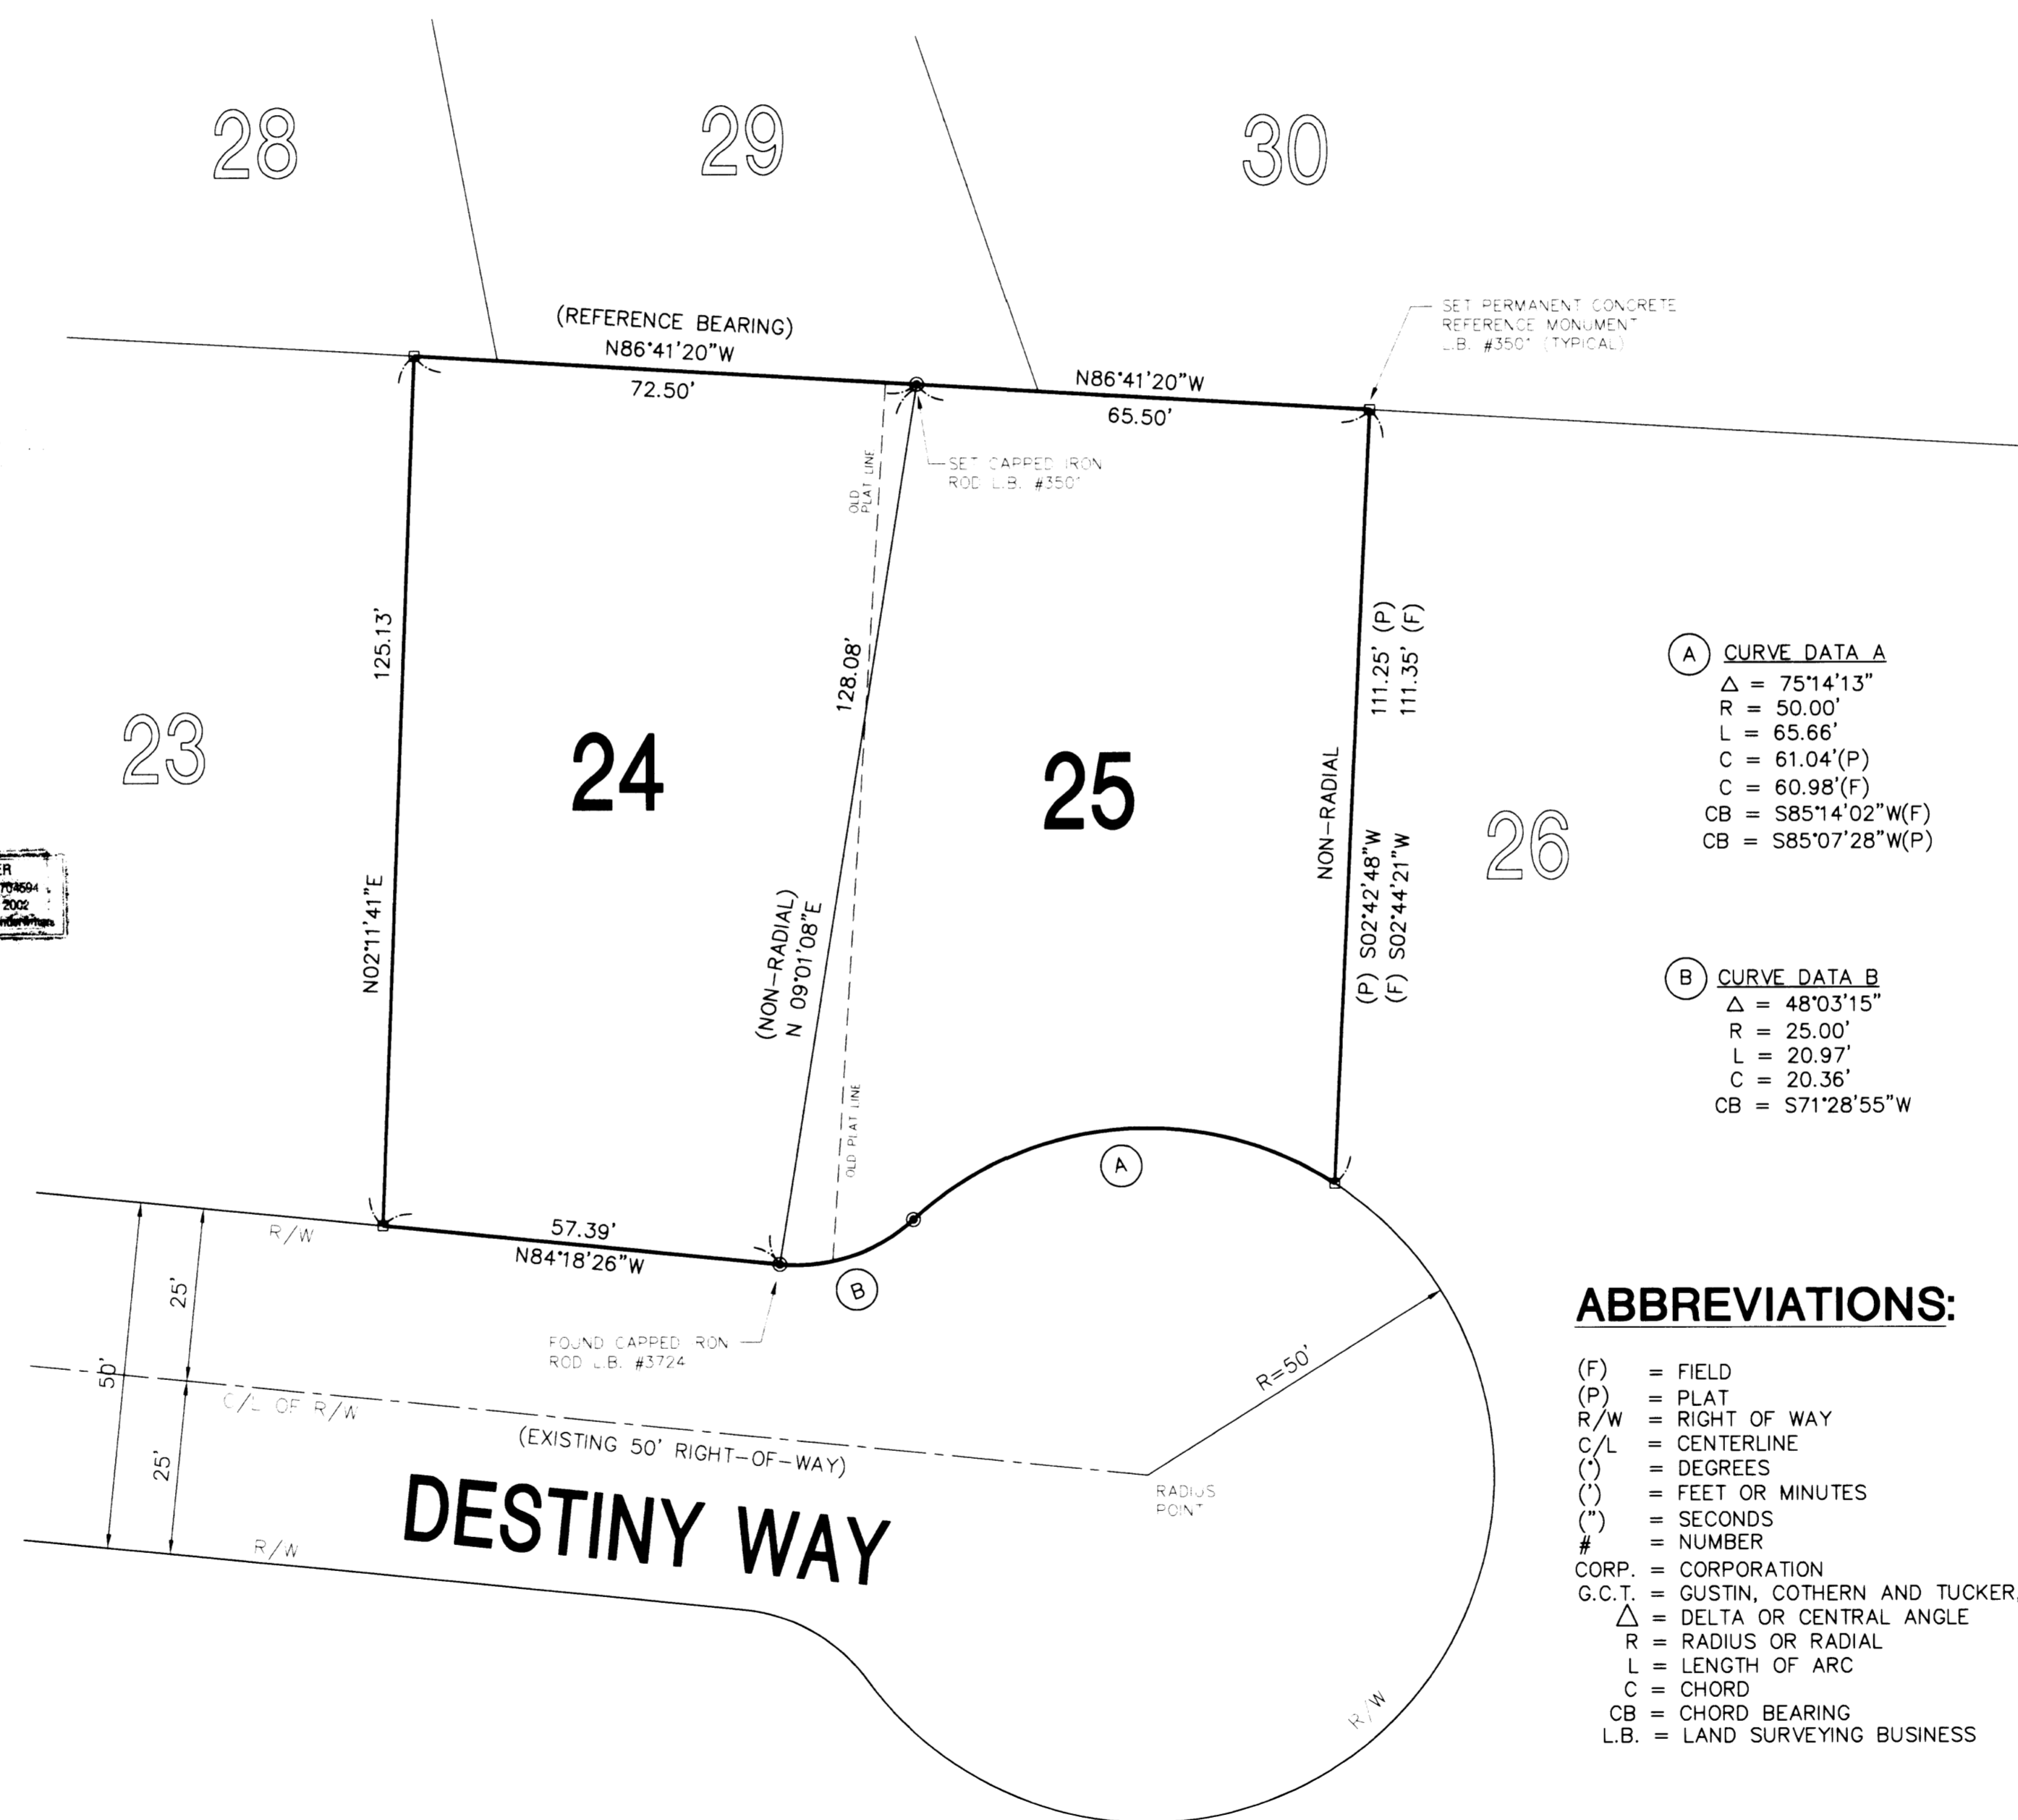 28
29
30
(REFERENCE BEARING)
N86°41'20"W
72.50'
N86°41'20"W
65.50'
SET PERMANENT CONCRETE
REFERENCE MONUMENT
L.B. #3501 (TYPICAL)
SET CAPPED IRON
ROD L.B. #3501
OLD
PLAT LINE
125.13'
N02°11'41"E
128.08'
(NON-RADIAL)
N 09°01'08"E
OLD PLAT LINE
111.25' (P)
111.35' (F)
NON-RADIAL
(P) S02°42'48"W
(F) S02°44'21"W
23
24
25
26
ER
704594
2002
A CURVE DATA A
Δ = 75°14'13"
R = 50.00'
L = 65.66'
C = 61.04'(P)
C = 60.98'(F)
CB = S85°14'02"W(F)
CB = S85°07'28"W(P)
B CURVE DATA B
Δ = 48°03'15"
R = 25.00'
L = 20.97'
C = 20.36'
CB = S71°28'55"W
A
B
R/W
57.39'
N84°18'26"W
FOUND CAPPED IRON
ROD L.B. #3724
25'
50'
25'
C/L OF R/W
(EXISTING 50' RIGHT-OF-WAY)
DESTINY WAY
R/W
R=50'
RADIUS
POINT
R/W
ABBREVIATIONS:
(F) = FIELD
(P) = PLAT
R/W = RIGHT OF WAY
C/L = CENTERLINE
(°) = DEGREES
(') = FEET OR MINUTES
(") = SECONDS
# = NUMBER
CORP. = CORPORATION
G.C.T. = GUSTIN, COTHERN AND TUCKER,
Δ = DELTA OR CENTRAL ANGLE
R = RADIUS OR RADIAL
L = LENGTH OF ARC
C = CHORD
CB = CHORD BEARING
L.B. = LAND SURVEYING BUSINESS